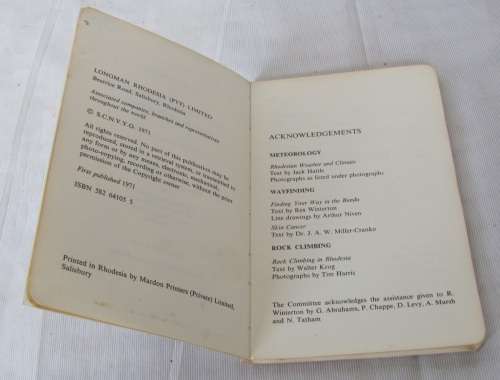 LONGMAN RHODESIA (PVT) LIMITED
Beatrice Road, Salisbury, Rhodesia
Associated companies, branches and representatives
throughout the world
© S.C.N.V.Y.O. 1971
All rights reserved. No part of this publication may be
reproduced, stored in a retrieval system, or transmitted in
any form or by any means, electronic, mechanical,
photo-copying, recording or otherwise, without the prior
permission of the Copyright owner
First published 1971
ISBN 582 64105 5
Printed in Rhodesia by Mardon Printers (Private) Limited,
Salisbury
ACKNOWLEDGEMENTS
METEOROLOGY
Rhodesian Weather and Climate
Text by Jack Hattle
Photographs as listed under photographs
WAYFINDING
Finding Your Way in the Bundu
Text by Rex Winterton
Line drawings by Arthur Niven
Skin Cancer
Text by Dr. J. A. W. Miller-Cranko
ROCK CLIMBING
Rock Climbing in Rhodesia
Text by Walter Krog
Photographs by Tim Harris
The Committee acknowledges the assistance given to R.
Winterton by G. Abrahams, P. Chappe, D. Levy, A. Marsh
and N. Tatham